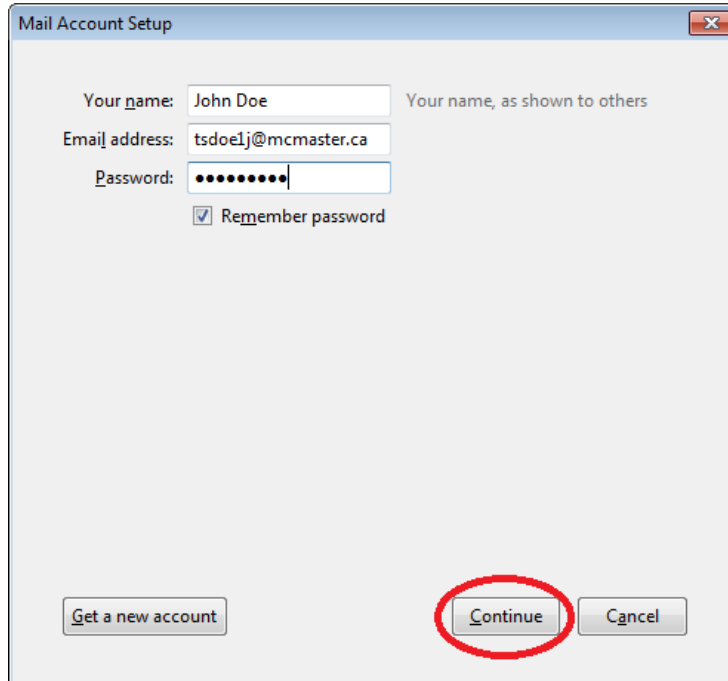 Mail Account Setup
Your name: John Doe Your name, as shown to others
Email address: tsdoe1j@mcmaster.ca
Password: •••••••••
Remember password
Get a new account Continue Cancel